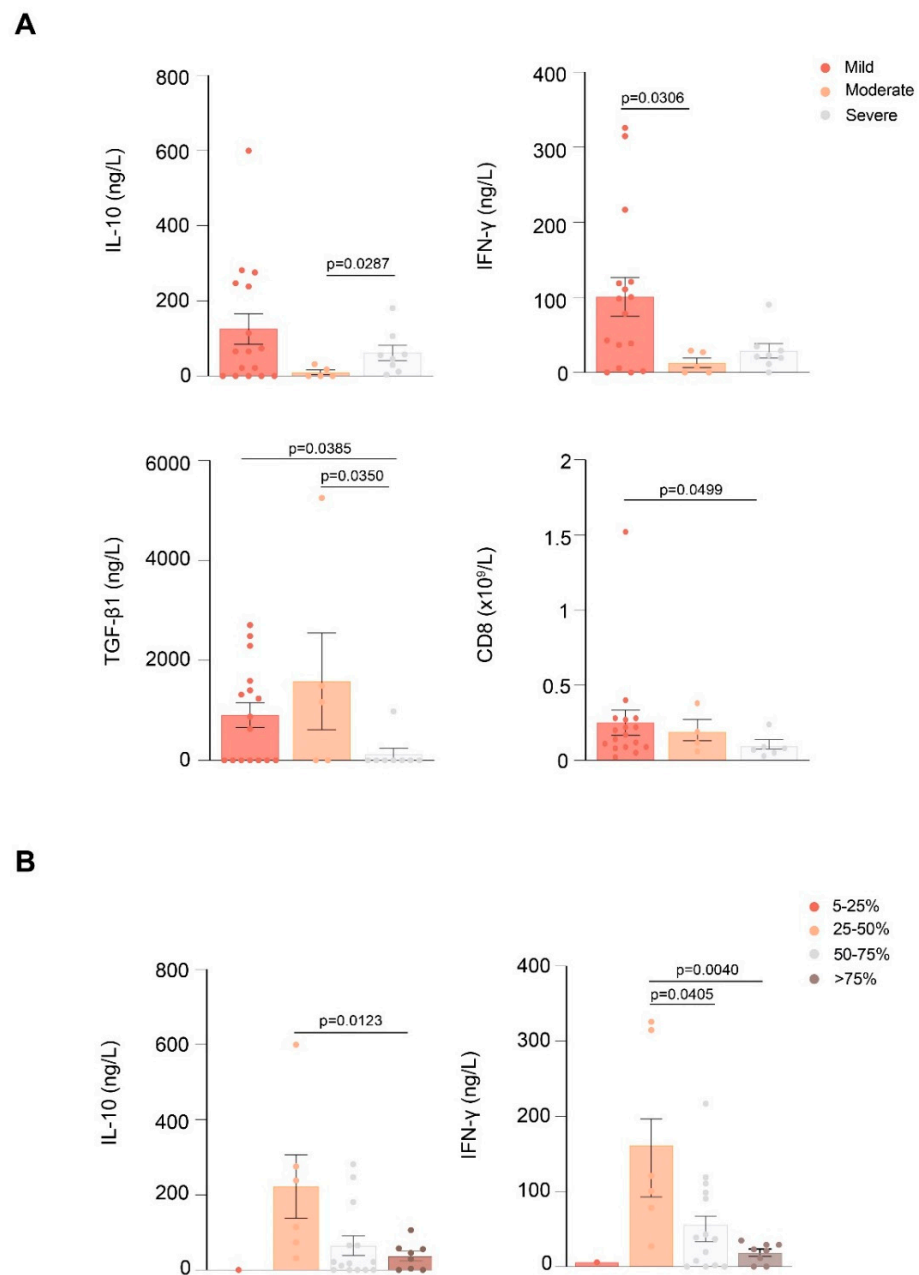 A
Mild
Moderate
Severe
IL-10 (ng/L)
800
600
400
200
0
p=0.0287
IFN-γ (ng/L)
400
300
200
100
0
p=0.0306
TGF-β1 (ng/L)
6000
4000
2000
0
p=0.0385
p=0.0350
CD8 (x10⁹/L)
2
1.5
1
0.5
0
p=0.0499
B
5-25%
25-50%
50-75%
>75%
IL-10 (ng/L)
800
600
400
200
0
p=0.0123
IFN-γ (ng/L)
400
300
200
100
0
p=0.0040
p=0.0405